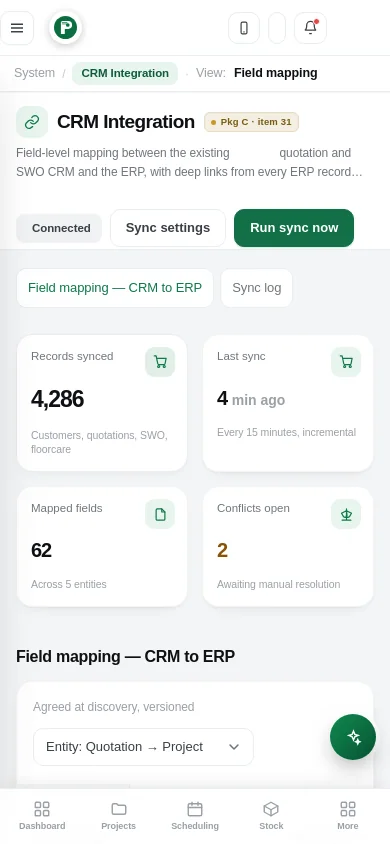 System / CRM Integration · View: Field mapping
CRM Integration Pkg C · item 31
Field-level mapping between the existing quotation and
SWO CRM and the ERP, with deep links from every ERP record…
Connected Sync settings Run sync now
Field mapping — CRM to ERP Sync log
Records synced
4,286
Customers, quotations, SWO,
floorcare
Last sync
4 min ago
Every 15 minutes, incremental
Mapped fields
62
Across 5 entities
Conflicts open
2
Awaiting manual resolution
Field mapping — CRM to ERP
Agreed at discovery, versioned
Entity: Quotation → Project
Dashboard Projects Scheduling Stock More